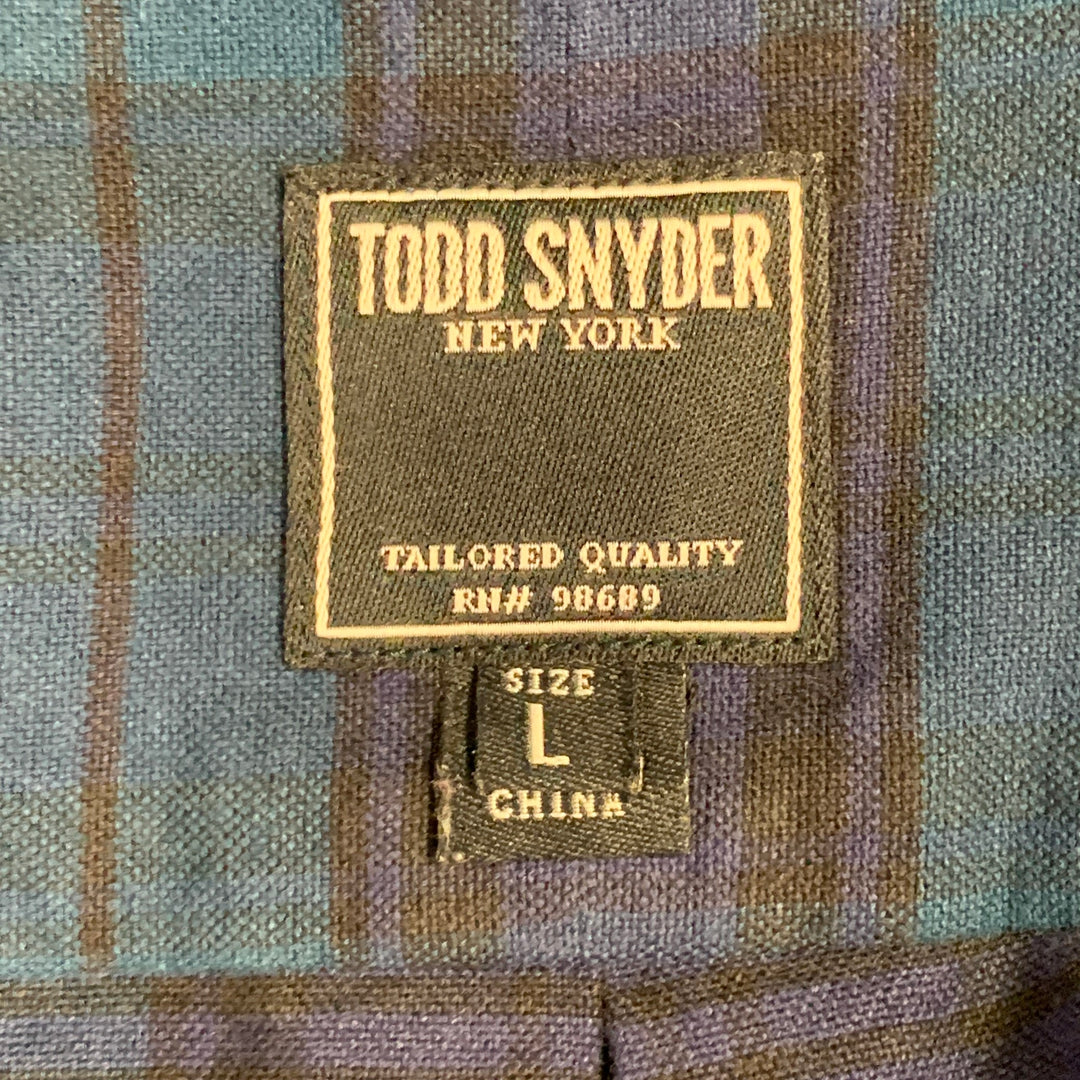 TODD SNYDER
NEW YORK
TAILORED QUALITY
RN# 98689
SIZE
L
CHINA